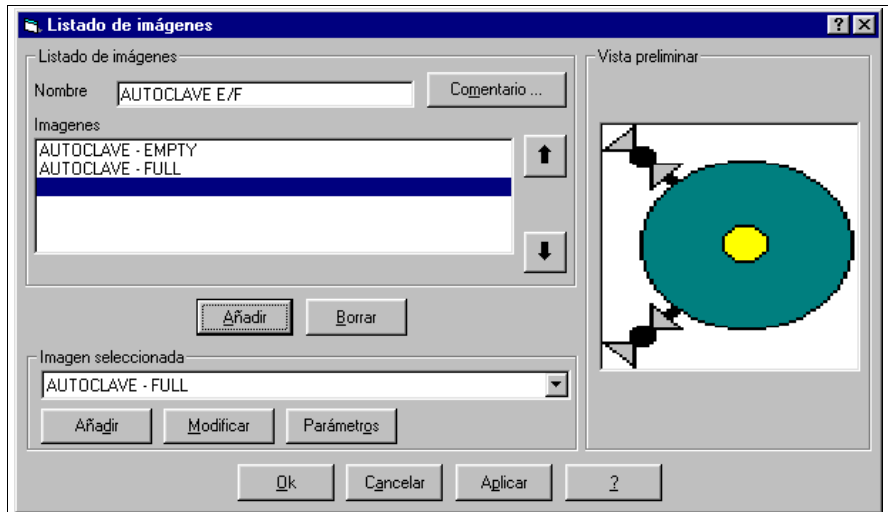 Listado de imágenes
Listado de imágenes
Nombre
AUTOCLAVE E/F
Comentario ...
Imagenes
AUTOCLAVE - EMPTY
AUTOCLAVE - FULL
Añadir
Borrar
Imagen seleccionada
AUTOCLAVE - FULL
Añadir
Modificar
Parámetros
Vista preliminar
Ok
Cancelar
Aplicar
?